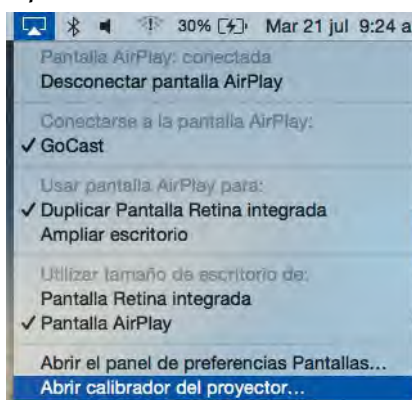 30% Mar 21 jul 9:24 a
Pantalla AirPlay: conectada
Desconectar pantalla AirPlay
Conectarse a la pantalla AirPlay:
✓ GoCast
Usar pantalla AirPlay para:
✓ Duplicar Pantalla Retina integrada
Ampliar escritorio
Utilizar tamaño de escritorio de:
Pantalla Retina integrada
✓ Pantalla AirPlay
Abrir el panel de preferencias Pantallas...
Abrir calibrador del proyector...